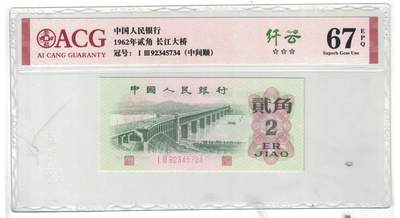 ACG
AI CANG GUARANTY
中国人民银行
1962年贰角 长江大桥
冠号：I III 92345734（中间顺）
纤云
☆☆☆
67 EPQ
Superb Gem Unc
中國人民銀行
貳角
2
ER
JIAO
I III 92345734